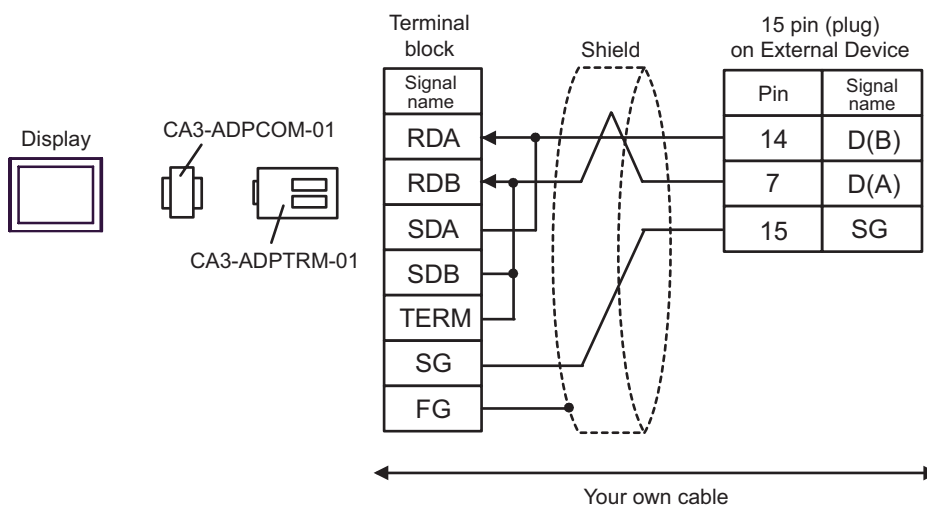 Display
CA3-ADPCOM-01
CA3-ADPTRM-01
Terminal
block
Signal
name
RDA
RDB
SDA
SDB
TERM
SG
FG
Shield
15 pin (plug)
on External Device
Pin
Signal
name
14
D(B)
7
D(A)
15
SG
Your own cable